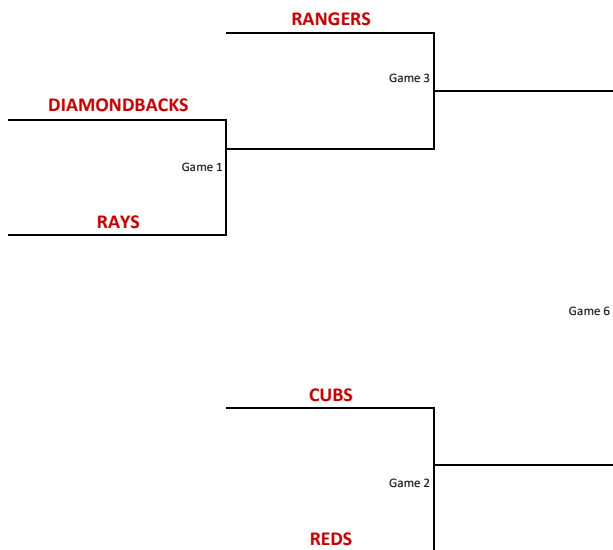 RANGERS
Game 3
DIAMONDBACKS
Game 1
RAYS
Game 6
CUBS
Game 2
REDS